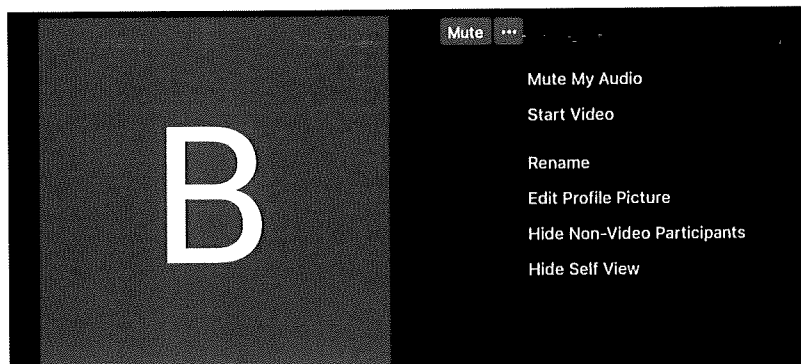 Mute ...
B
Mute My Audio
Start Video
Rename
Edit Profile Picture
Hide Non-Video Participants
Hide Self View